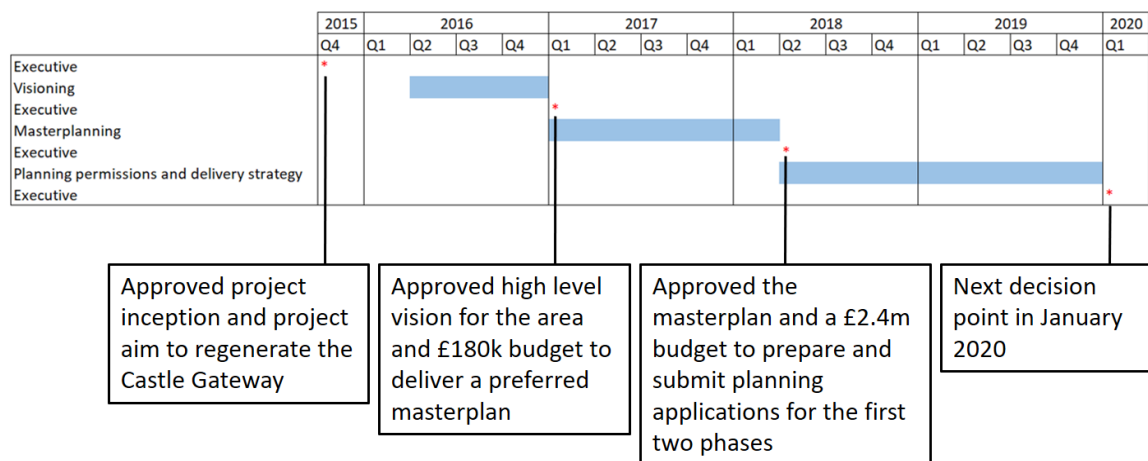 2015 2016 2017 2018 2019 2020
Q4 Q1 Q2 Q3 Q4 Q1 Q2 Q3 Q4 Q1 Q2 Q3 Q4 Q1 Q2 Q3 Q4 Q1
Executive *
Visioning
Executive *
Masterplanning
Executive *
Planning permissions and delivery strategy
Executive *
Approved project
inception and project
aim to regenerate the
Castle Gateway
Approved high level
vision for the area
and £180k budget to
deliver a preferred
masterplan
Approved the
masterplan and a £2.4m
budget to prepare and
submit planning
applications for the first
two phases
Next decision
point in January
2020